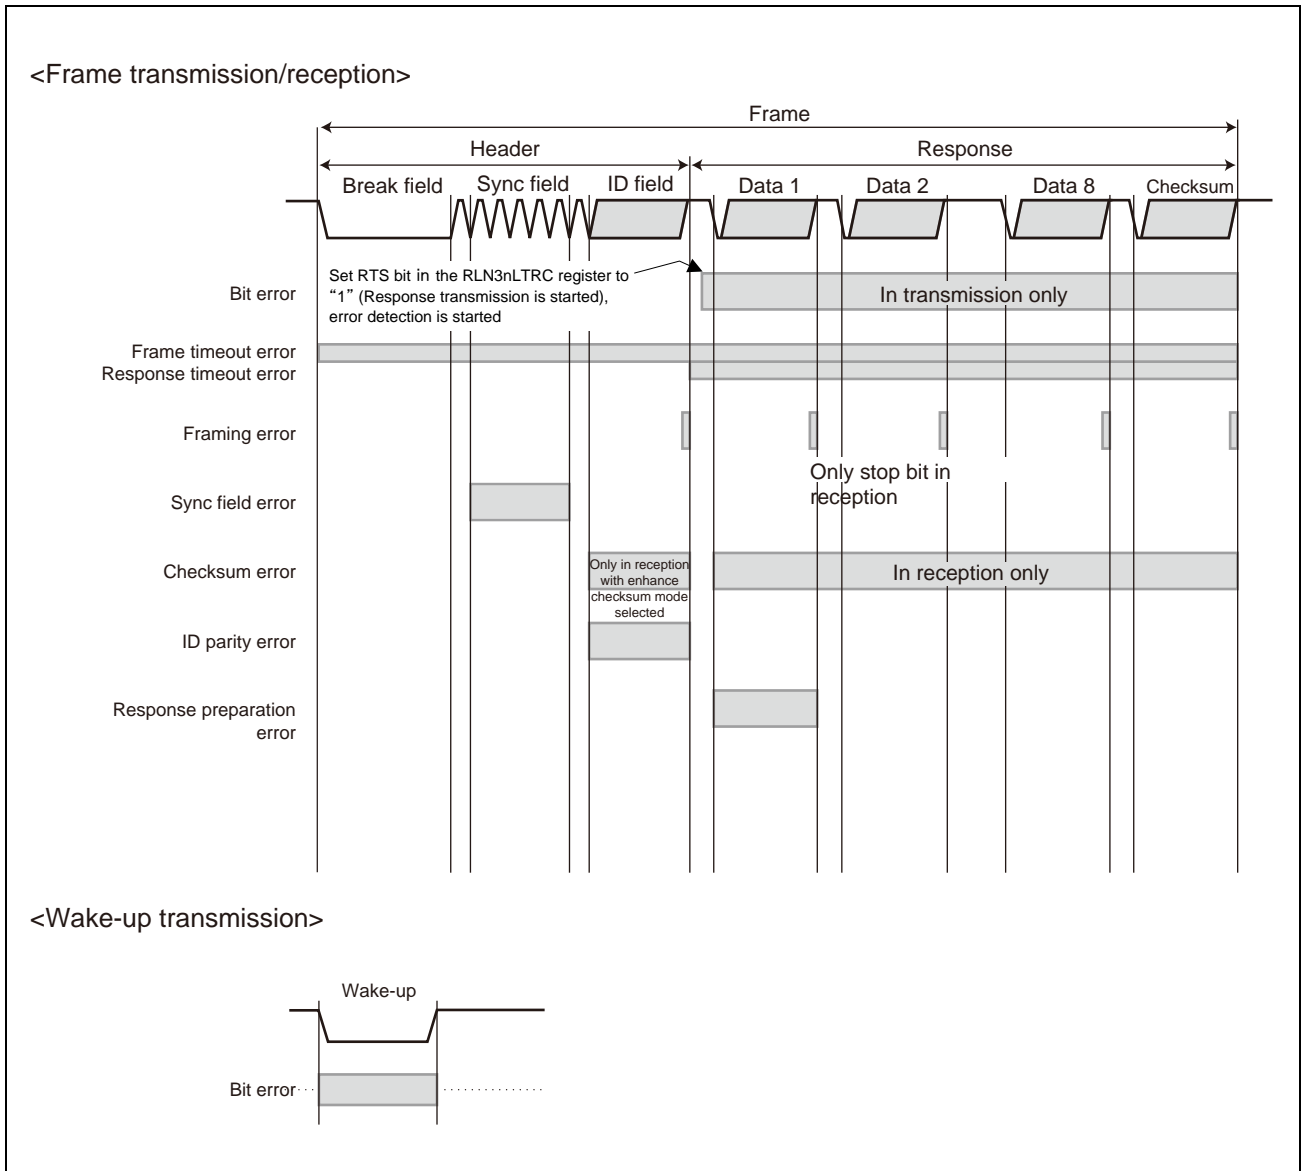 <Frame transmission/reception>
Frame
Header
Response
Break field
Sync field
ID field
Data 1
Data 2
Data 8
Checksum
Set RTS bit in the RLN3nLTRC register to
“1” (Response transmission is started),
error detection is started
Bit error
In transmission only
Frame timeout error
Response timeout error
Framing error
Only stop bit in
reception
Sync field error
Checksum error
Only in reception
with enhance
checksum mode
selected
In reception only
ID parity error
Response preparation
error
<Wake-up transmission>
Wake-up
Bit error